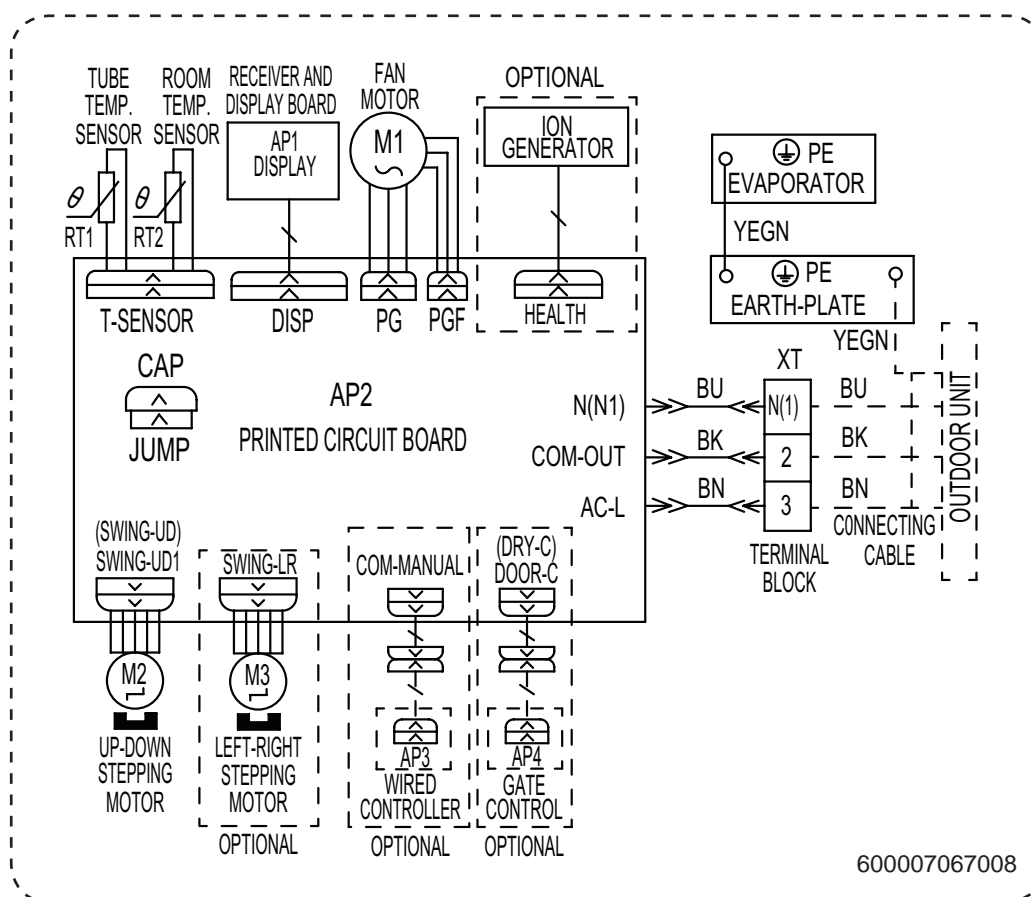 TUBE
TEMP.
SENSOR
ROOM
TEMP.
SENSOR
RECEIVER AND
DISPLAY BOARD
AP1
DISPLAY
FAN
MOTOR
M1
OPTIONAL
ION
GENERATOR
PE
EVAPORATOR
θ
RT1
θ
RT2
YEGN
PE
EARTH-PLATE
YEGN
T-SENSOR
DISP
PG
PGF
HEALTH
CAP
JUMP
AP2
PRINTED CIRCUIT BOARD
XT
N(N1)
BU
N(1)
BU
COM-OUT
BK
2
BK
AC-L
BN
3
BN
TERMINAL
BLOCK
C0NNECTING
CABLE
OUTDOOR UNIT
(SWING-UD)
SWING-UD1
SWING-LR
COM-MANUAL
(DRY-C)
DOOR-C
M2
UP-DOWN
STEPPING
MOTOR
M3
LEFT-RIGHT
STEPPING
MOTOR
OPTIONAL
AP3
WIRED
CONTROLLER
OPTIONAL
AP4
GATE
CONTROL
OPTIONAL
600007067008